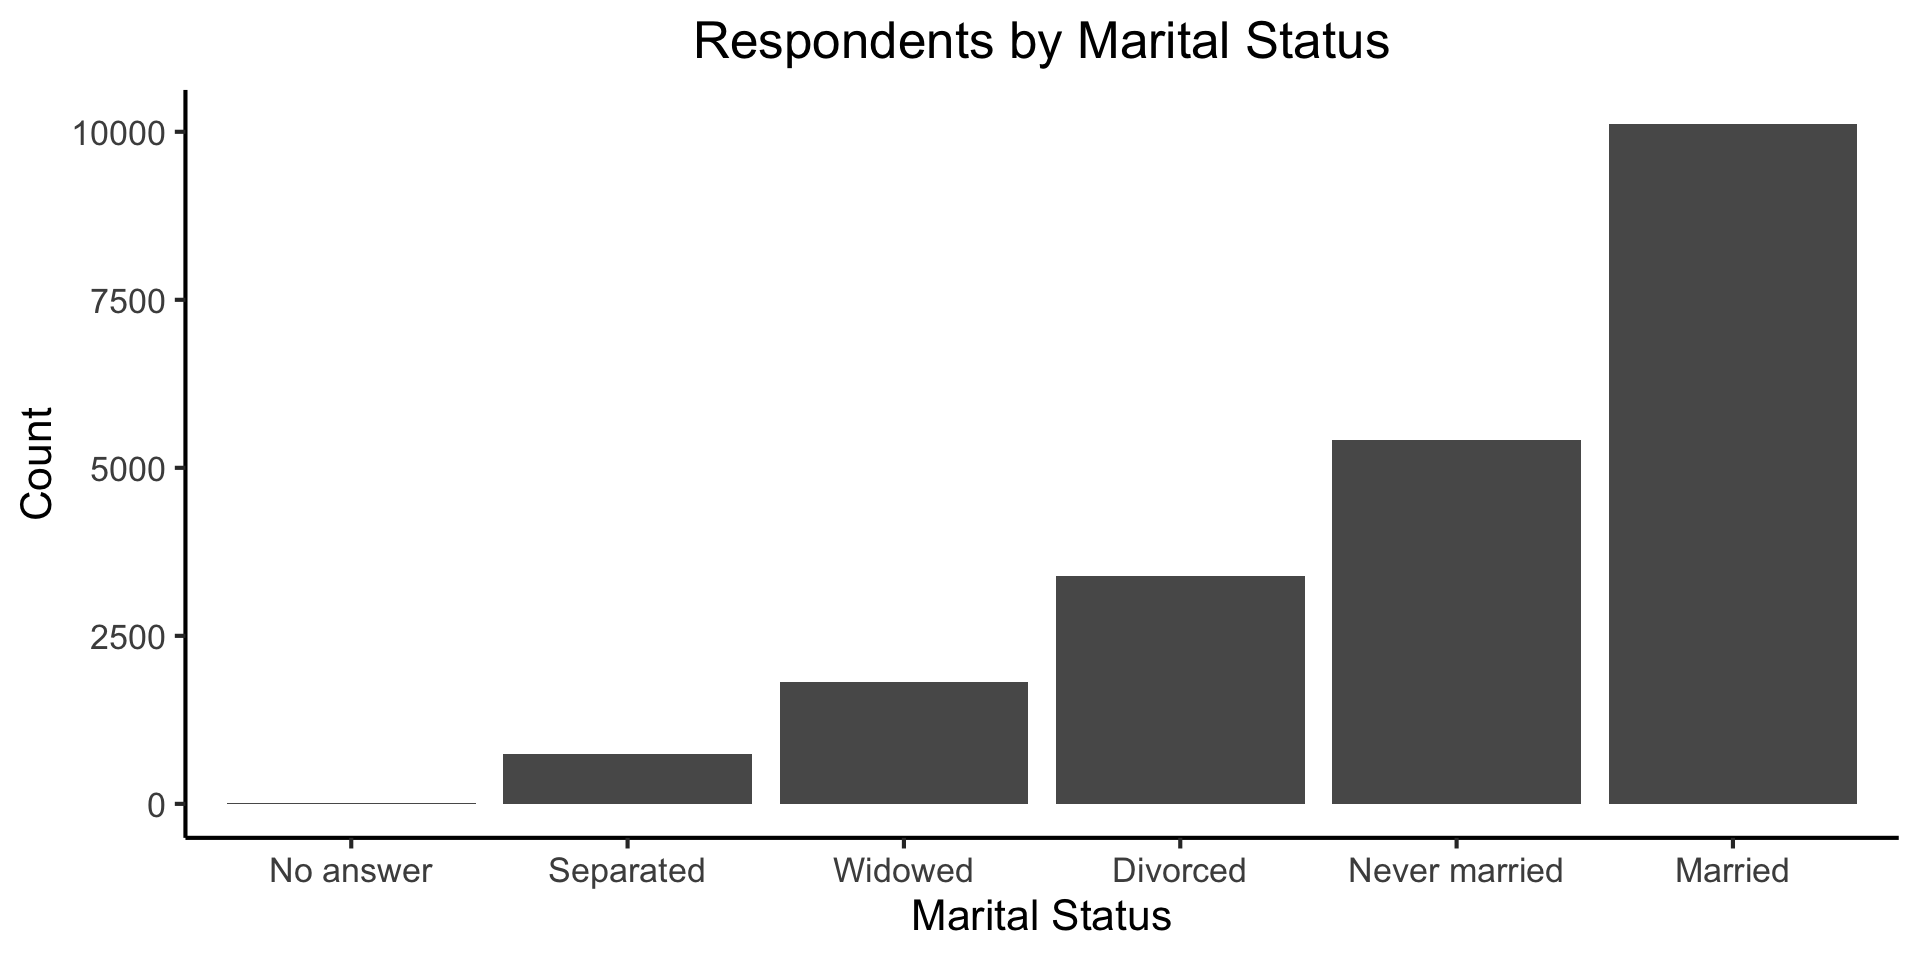 Respondents by Marital Status
Count
10000
7500
5000
2500
0
No answer Separated Widowed Divorced Never married Married
Marital Status